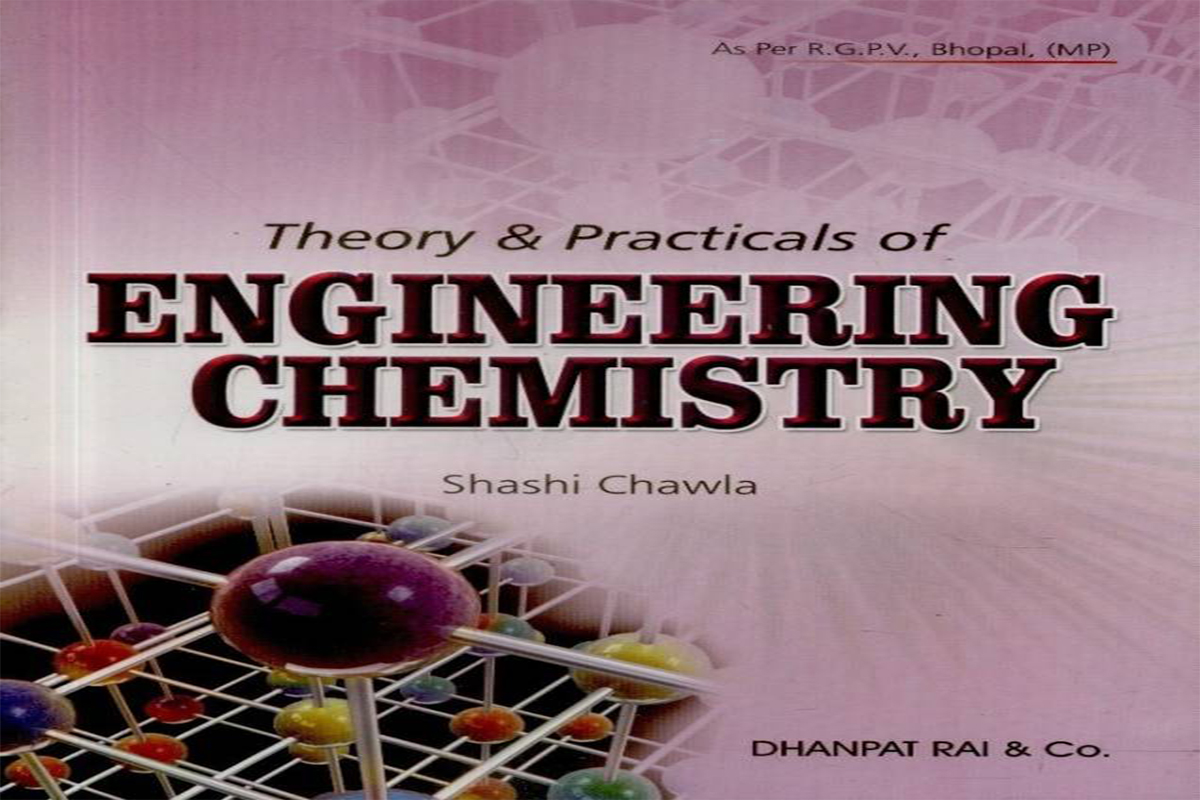 As Per R.G.P.V., Bhopal, (MP)
Theory & Practicals of
ENGINEERING
CHEMISTRY
Shashi Chawla
DHANPAT RAI & Co.